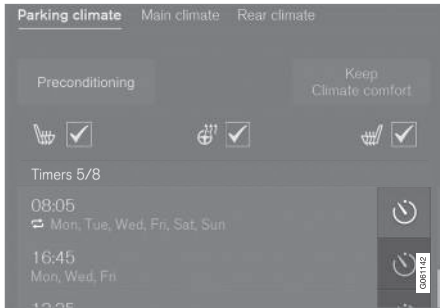 Parking climate Main climate Rear climate
Preconditioning
Keep
Climate comfort
Timers 5/8
08:05
Mon, Tue, Wed, Fri, Sat, Sun
16:45
Mon, Wed, Fri
G061142